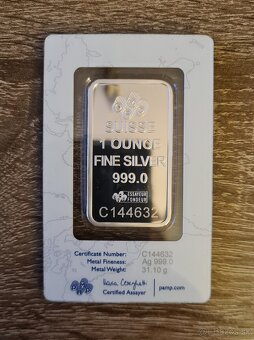 SUISSE
1 OUNCE
FINE SILVER
999.0
ESSAYEUR
FONDEUR
C144632
Certificate Number: C144632
Metal Fineness: Ag 999.0
Metal Weight: 31.10 g
Certified Assayer pamp.com